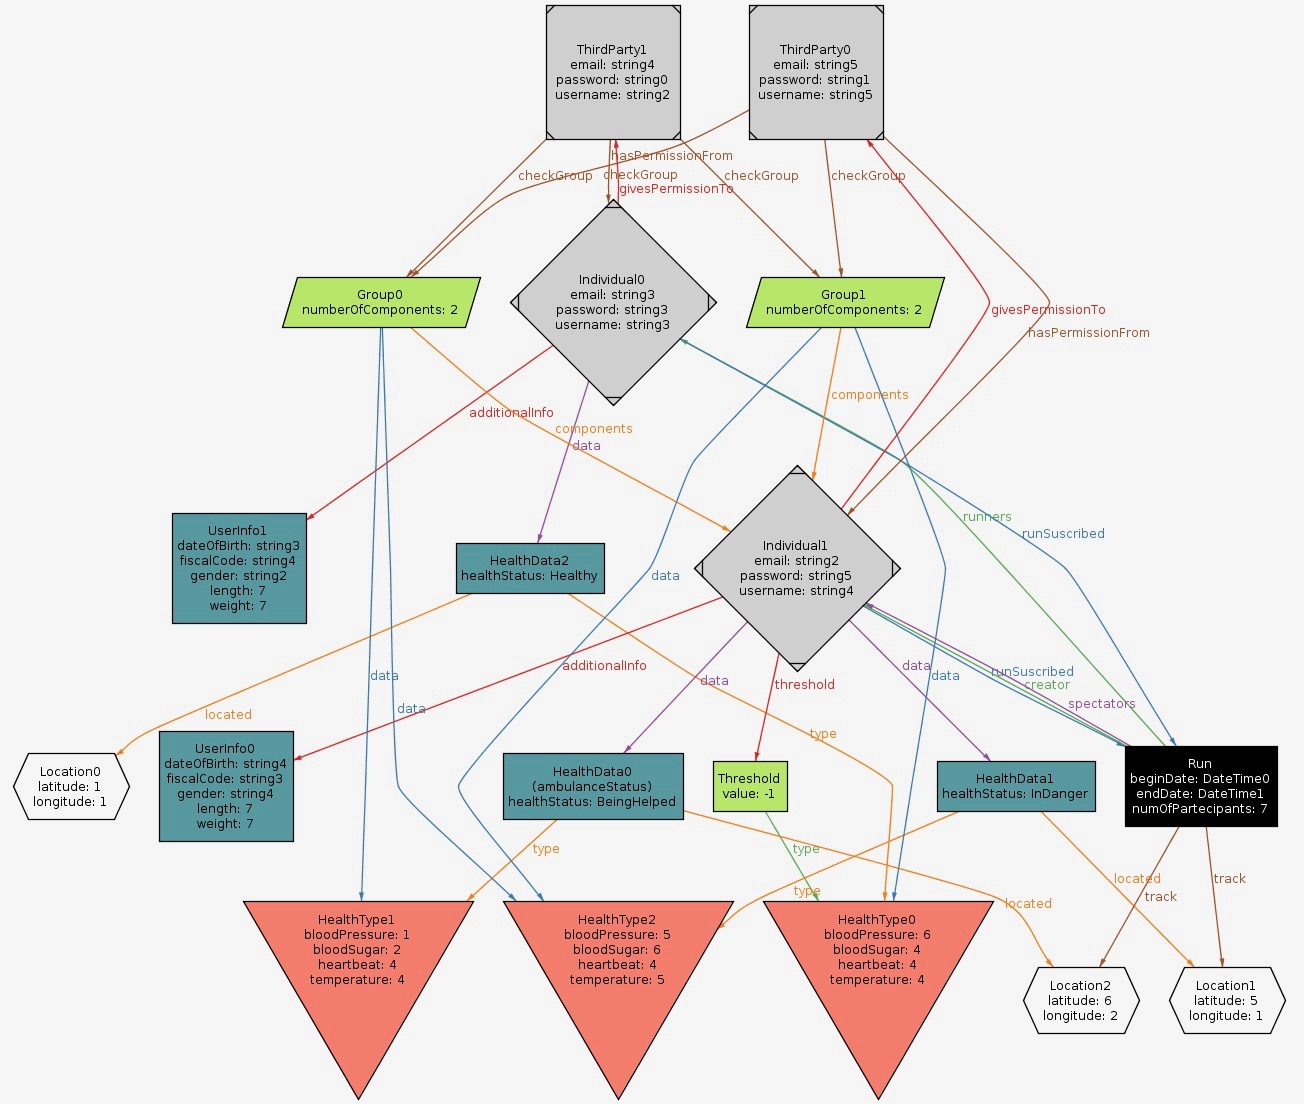 ThirdParty1
email: string4
password: string0
username: string2
ThirdParty0
email: string5
password: string1
username: string5
hasPermissionFrom
checkGroup
checkGroup
checkGroup
checkGroup
givesPermissionTo
Group0
numberOfComponents: 2
Individual0
email: string3
password: string3
username: string3
Group1
numberOfComponents: 2
givesPermissionTo
hasPermissionFrom
components
additionalInfo
components
data
runners
runSuscribed
UserInfo1
dateOfBirth: string3
fiscalCode: string4
gender: string2
length: 7
weight: 7
HealthData2
healthStatus: Healthy
Individual1
email: string2
password: string5
username: string4
data
additionalInfo
data
data
data
threshold
data
data
runSuscribed
creator
spectators
located
type
Location0
latitude: 1
longitude: 1
UserInfo0
dateOfBirth: string4
fiscalCode: string3
gender: string4
length: 7
weight: 7
HealthData0
(ambulanceStatus)
healthStatus: BeingHelped
Threshold
value: -1
HealthData1
healthStatus: InDanger
Run
beginDate: DateTime0
endDate: DateTime1
numOfPartecipants: 7
type
type
type
located
located
track
track
HealthType1
bloodPressure: 1
bloodSugar: 2
heartbeat: 4
temperature: 4
HealthType2
bloodPressure: 5
bloodSugar: 6
heartbeat: 4
temperature: 5
HealthType0
bloodPressure: 6
bloodSugar: 4
heartbeat: 4
temperature: 4
Location2
latitude: 6
longitude: 2
Location1
latitude: 5
longitude: 1